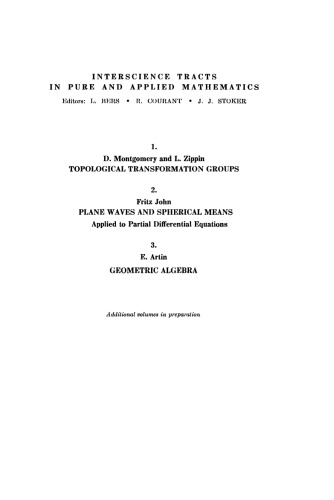 INTERSCIENCE TRACTS
IN PURE AND APPLIED MATHEMATICS
Editors: L. BERS • R. COURANT • J. J. STOKER
1.
D. Montgomery and L. Zippin
TOPOLOGICAL TRANSFORMATION GROUPS
2.
Fritz John
PLANE WAVES AND SPHERICAL MEANS
Applied to Partial Differential Equations
3.
E. Artin
GEOMETRIC ALGEBRA
Additional volumes in preparation